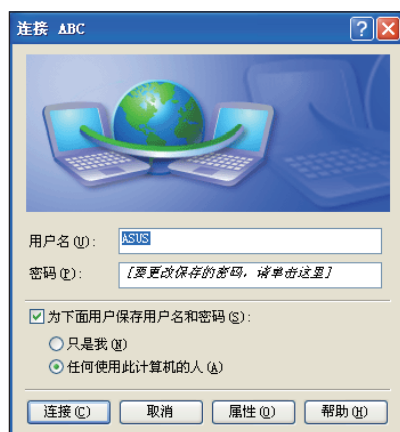 连接 ABC
用户名(U): ASUS
密码(P): [要更改保存的密码，请单击这里]
为下面用户保存用户名和密码(S):
只是我(N)
任何使用此计算机的人(A)
连接(C) 取消 属性(O) 帮助(H)